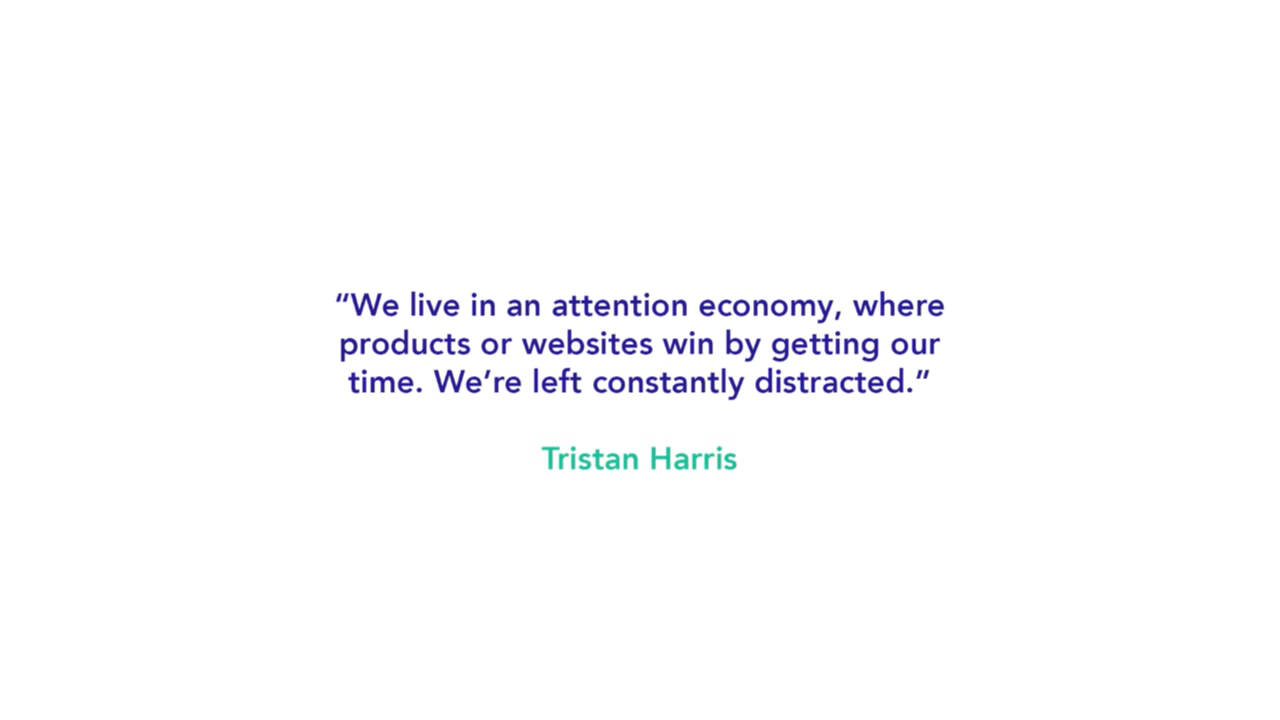 “We live in an attention economy, where
products or websites win by getting our
time. We’re left constantly distracted.”
Tristan Harris